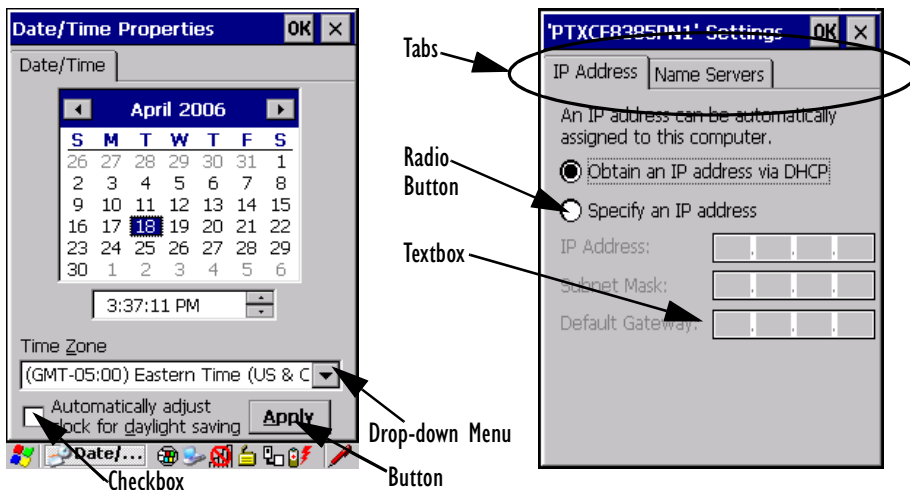 Date/Time Properties OK ×
Date/Time
April 2006
S M T W T F S
26 27 28 29 30 31 1
2 3 4 5 6 7 8
9 10 11 12 13 14 15
16 17 18 19 20 21 22
23 24 25 26 27 28 29
30 1 2 3 4 5 6
3:37:11 PM
Time Zone
(GMT-05:00) Eastern Time (US & C
Automatically adjust
clock for daylight saving
Apply
Date/...
Checkbox
Button
Drop-down Menu
Tabs
Radio
Button
Textbox
'PTXCF8385PN1' Settings OK ×
IP Address Name Servers
An IP address can be automatically
assigned to this computer.
Obtain an IP address via DHCP
Specify an IP address
IP Address:
Subnet Mask:
Default Gateway: